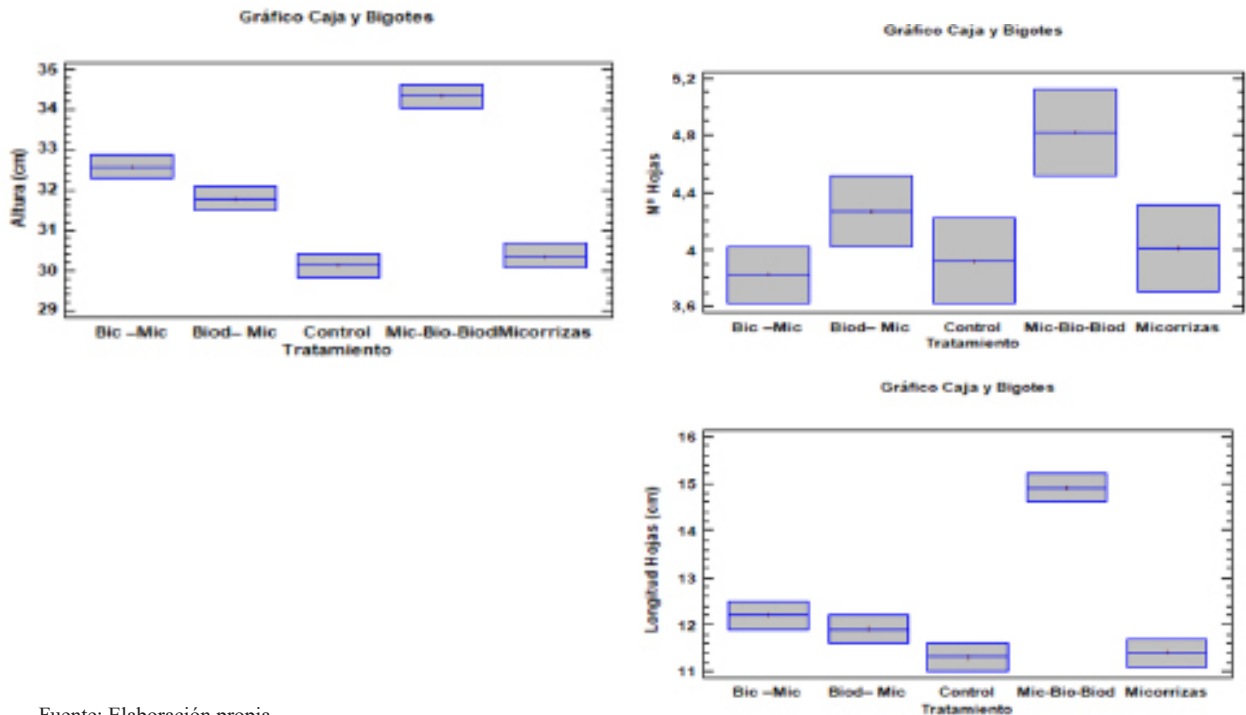 Gráfico Caja y Bigotes
Altura (cm)
35
34
33
32
31
30
29
Bic –Mic Biod– Mic Control Mic-Bio-Biod Micorrizas
Tratamiento
Gráfico Caja y Bigotes
Nº Hojas
5,2
4,8
4,4
4
3,6
Bic –Mic Biod– Mic Control Mic-Bio-Biod Micorrizas
Tratamiento
Gráfico Caja y Bigotes
Longitud Hojas (cm)
16
15
14
13
12
11
Bic –Mic Biod– Mic Control Mic-Bio-Biod Micorrizas
Tratamiento
Fuente: Elaboración propia